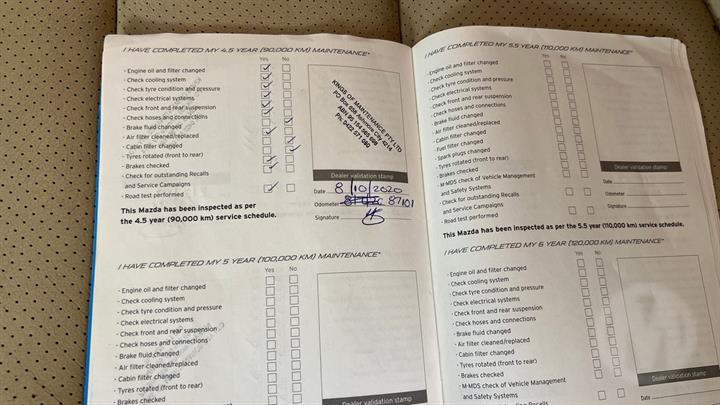 I HAVE COMPLETED MY 4.5 YEAR (90,000 KM) MAINTENANCE*
Yes No
- Engine oil and filter changed
- Check cooling system
- Check tyre condition and pressure
- Check electrical systems
- Check front and rear suspension
- Check hoses and connections
- Brake fluid changed
- Air filter cleaned/replaced
- Cabin filter changed
- Tyres rotated (front to rear)
- Brakes checked
- Check for outstanding Recalls
and Service Campaigns
- Road test performed
This Mazda has been inspected as per
the 4.5 year (90,000 km) service schedule.
KINGS OF MAINTENANCE PTY LTD
PO Box 658 Ashmore City 4214
Ph: 0422 571 080
Dealer validation stamp
Date 8/10/2020
Odometer 87101
Signature
I HAVE COMPLETED MY 5 YEAR (100,000 KM) MAINTENANCE*
Yes No
- Engine oil and filter changed
- Check cooling system
- Check tyre condition and pressure
- Check electrical systems
- Check front and rear suspension
- Check hoses and connections
- Brake fluid changed
- Air filter cleaned/replaced
- Cabin filter changed
- Tyres rotated (front to rear)
- Brakes checked
Dealer validation stamp
I HAVE COMPLETED MY 5.5 YEAR (110,000 KM) MAINTENANCE*
Yes No
- Engine oil and filter changed
- Check cooling system
- Check tyre condition and pressure
- Check electrical systems
- Check front and rear suspension
- Check hoses and connections
- Brake fluid changed
- Air filter cleaned/replaced
- Cabin filter changed
- Fuel filter changed
- Spark plugs changed
- Tyres rotated (front to rear)
- Brakes checked
- M-MDS check of Vehicle Management
and Safety Systems
- Check for outstanding Recalls
and Service Campaigns
- Road test performed
Dealer validation stamp
Date
Odometer
Signature
This Mazda has been inspected as per the 5.5 year (110,000 km) service schedule.
I HAVE COMPLETED MY 6 YEAR (120,000 KM) MAINTENANCE*
Yes No
- Engine oil and filter changed
- Check cooling system
- Check tyre condition and pressure
- Check electrical systems
- Check front and rear suspension
- Check hoses and connections
- Brake fluid changed
- Air filter cleaned/replaced
- Cabin filter changed
- Tyres rotated (front to rear)
- Brakes checked
- M-MDS check of Vehicle Management
and Safety Systems
Dealer validation stamp
Date